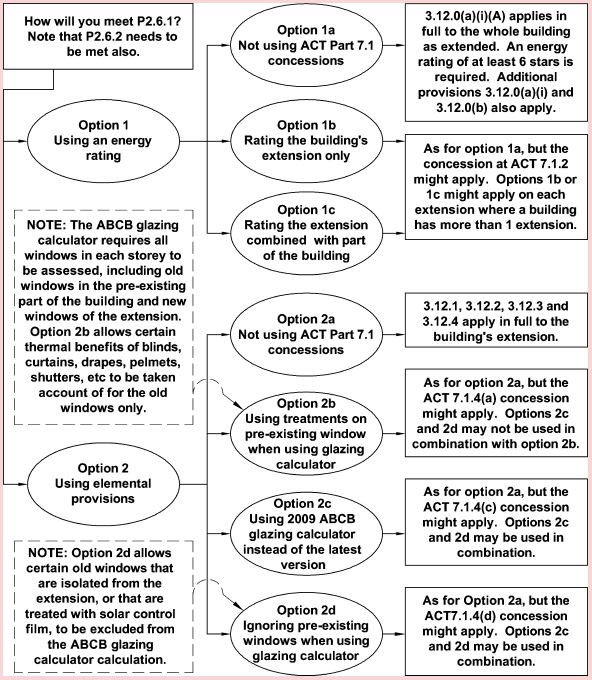 How will you meet P2.6.1?
Note that P2.6.2 needs to
be met also.
Option 1
Using an energy
rating
Option 1a
Not using ACT Part 7.1
concessions
3.12.0(a)(i)(A) applies in
full to the whole building
as extended. An energy
rating of at least 6 stars is
required. Additional
provisions 3.12.0(a)(i) and
3.12.0(b) also apply.
Option 1b
Rating the building's
extension only
As for option 1a, but the
concession at ACT 7.1.2
might apply. Options 1b or
1c might apply on each
extension where a building
has more than 1 extension.
Option 1c
Rating the extension
combined with part
of the building
NOTE: The ABCB glazing
calculator requires all
windows in each storey to
be assessed, including old
windows in the pre-existing
part of the building and new
windows of the extension.
Option 2b allows certain
thermal benefits of blinds,
curtains, drapes, pelmets,
shutters, etc to be taken
account of for the old
windows only.
Option 2
Using elemental
provisions
Option 2a
Not using ACT Part 7.1
concessions
3.12.1, 3.12.2, 3.12.3 and
3.12.4 apply in full to the
building's extension.
Option 2b
Using treatments on
pre-existing window
when using glazing
calculator
As for option 2a, but the
ACT 7.1.4(a) concession
might apply. Options 2c
and 2d may not be used in
combination with option 2b.
Option 2c
Using 2009 ABCB
glazing calculator
instead of the latest
version
As for option 2a, but the
ACT 7.1.4(c) concession
might apply. Options 2c
and 2d may be used in
combination.
NOTE: Option 2d allows
certain old windows that
are isolated from the
extension, or that are
treated with solar control
film, to be excluded from
the ABCB glazing
calculator calculation.
Option 2d
Ignoring pre-existing
windows when using
glazing calculator
As for Option 2a, but the
ACT7.1.4(d) concession
might apply. Options 2c
and 2d may be used in
combination.